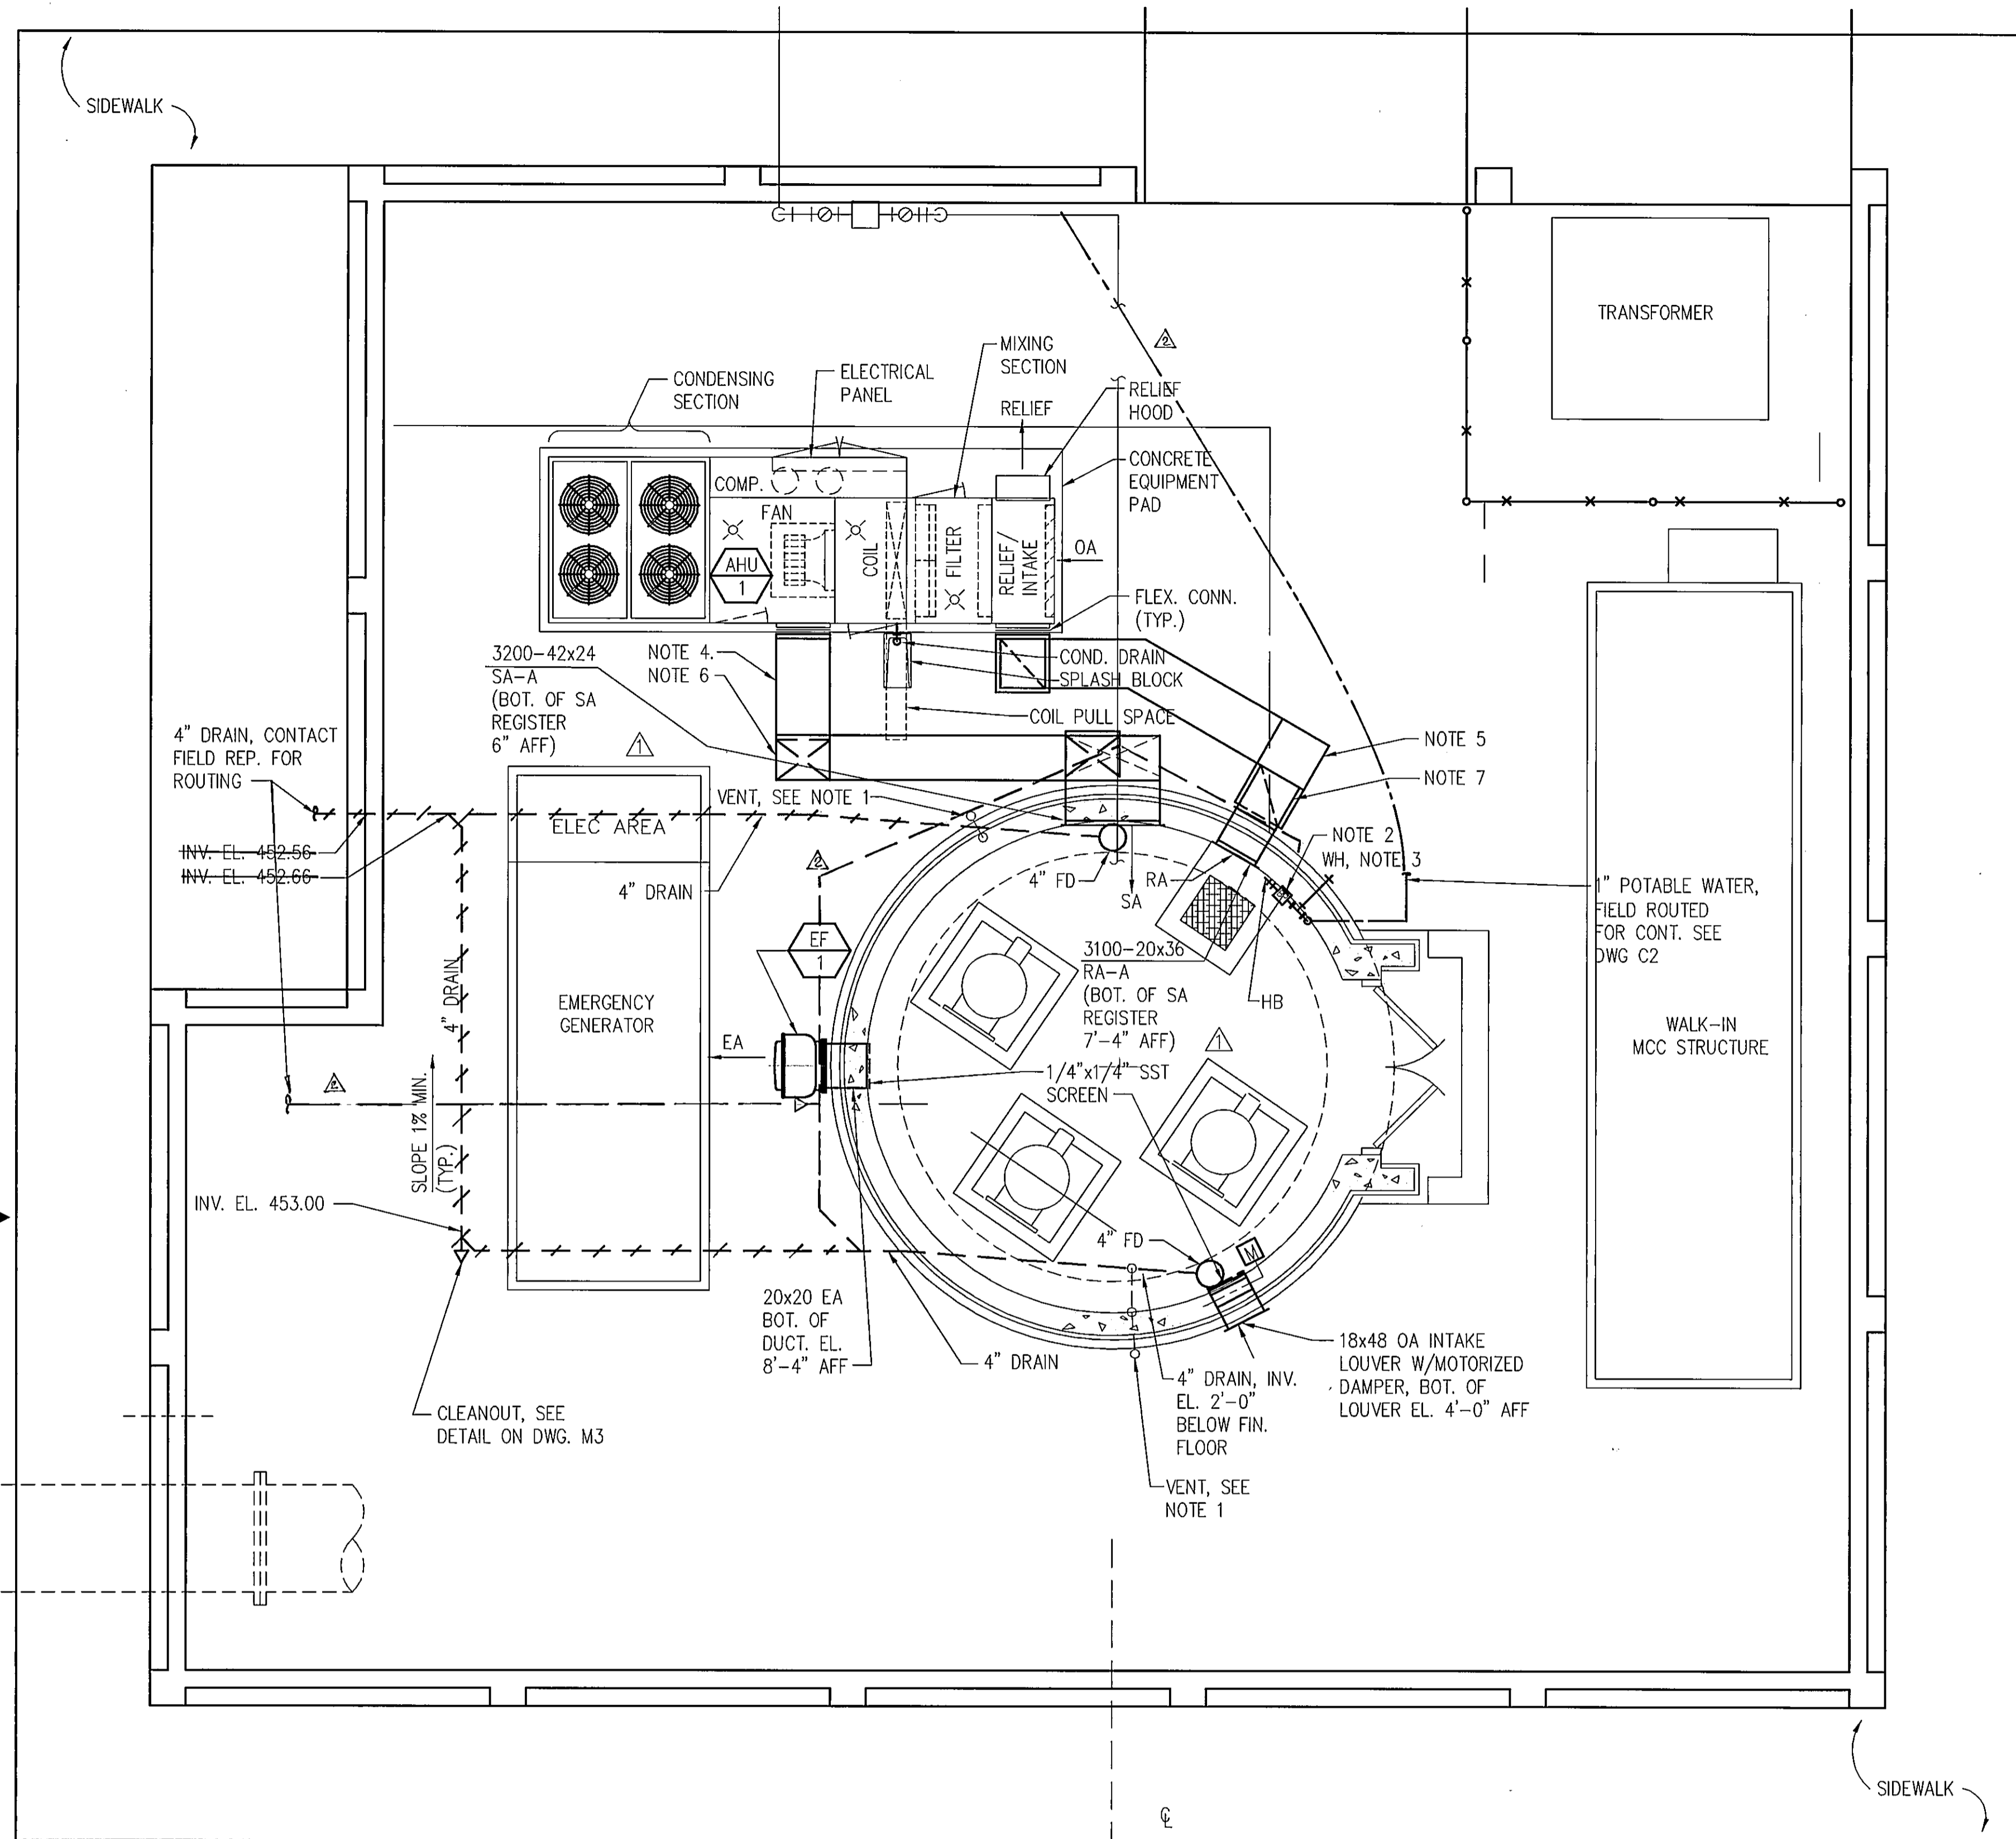 SIDEWALK
TRANSFORMER
2
MIXING
SECTION
CONDENSING
SECTION
ELECTRICAL
PANEL
RELIEF
RELIEF
HOOD
CONCRETE
EQUIPMENT
PAD
COMP.
FAN
AHU
1
COIL
FILTER
RELIEF/
INTAKE
OA
FLEX. CONN.
(TYP.)
3200-42x24
SA-A
(BOT. OF SA
REGISTER
6" AFF)
NOTE 4.
NOTE 6
COND. DRAIN
SPLASH BLOCK
COIL PULL SPACE
1
4" DRAIN, CONTACT
FIELD REP. FOR
ROUTING
NOTE 5
NOTE 7
VENT, SEE NOTE 1
ELEC AREA
INV. EL. 452.56
INV. EL. 452.66
4" DRAIN
2
4" FD
SA
RA
NOTE 2
WH, NOTE 3
1" POTABLE WATER,
FIELD ROUTED
FOR CONT. SEE
DWG C2
EF
1
3100-20x36
RA-A
(BOT. OF SA
REGISTER
7'-4" AFF)
HB
1
4" DRAIN
EMERGENCY
GENERATOR
EA
WALK-IN
MCC STRUCTURE
1/4"x1/4" SST
SCREEN
2
SLOPE 1% MIN.
(TYP.)
INV. EL. 453.00
4" FD
M
20x20 EA
BOT. OF
DUCT. EL.
8'-4" AFF
4" DRAIN
4" DRAIN, INV.
EL. 2'-0"
BELOW FIN.
FLOOR
18x48 OA INTAKE
LOUVER W/MOTORIZED
DAMPER, BOT. OF
LOUVER EL. 4'-0" AFF
CLEANOUT, SEE
DETAIL ON DWG. M3
VENT, SEE
NOTE 1
SIDEWALK
℄